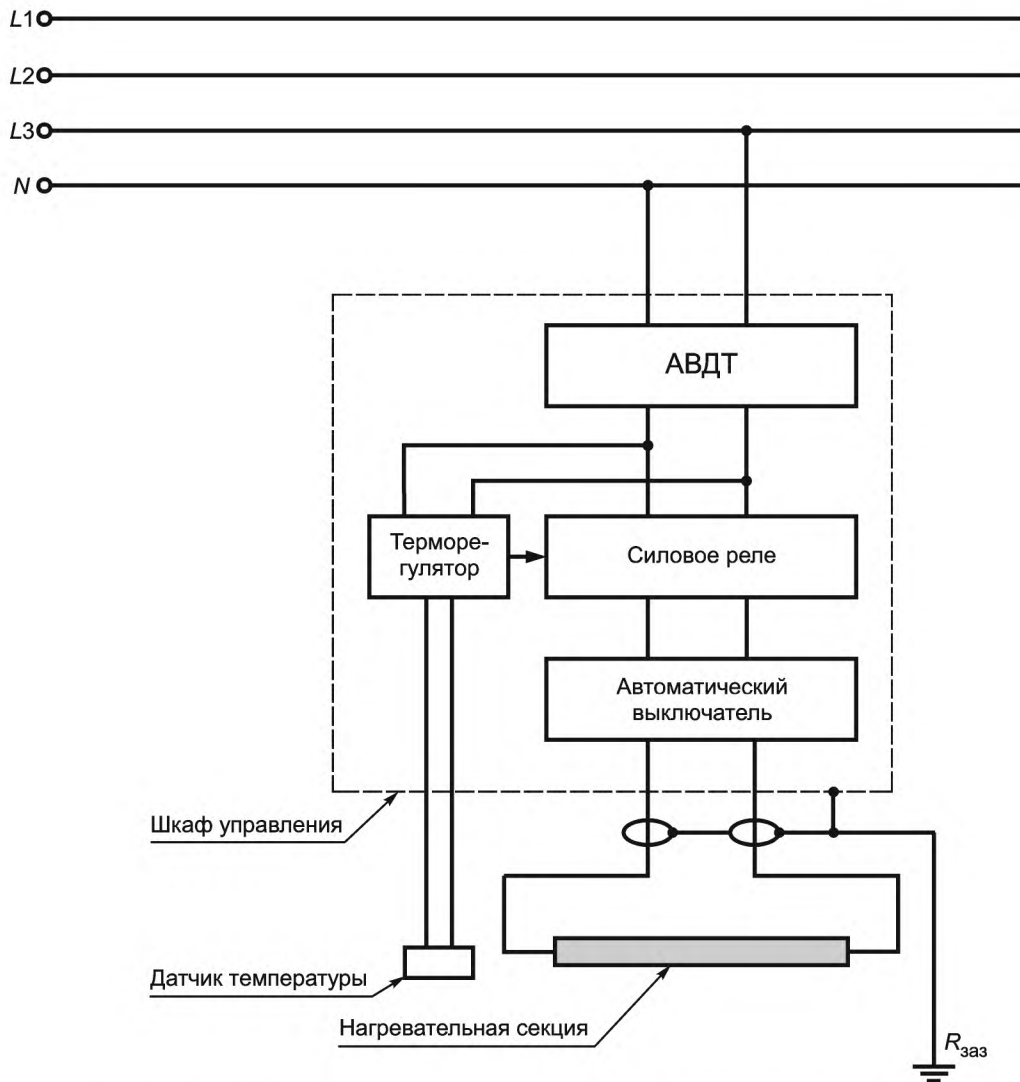 L1
L2
L3
N
АВДТ
Терморе-
гулятор
Силовое реле
Автоматический
выключатель
Шкаф управления
Датчик температуры
Нагревательная секция
Rзаз